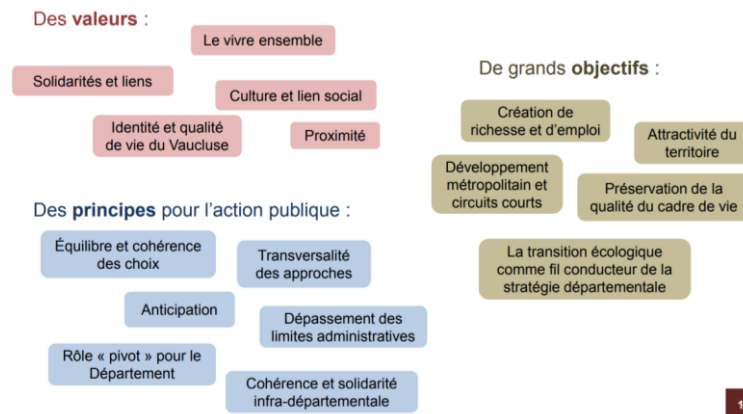 Des valeurs :
Le vivre ensemble
Solidarités et liens
Culture et lien social
Identité et qualité
de vie du Vaucluse
Proximité
De grands objectifs :
Création de
richesse et d'emploi
Attractivité du
territoire
Développement
métropolitain et
circuits courts
Préservation de la
qualité du cadre de vie
La transition écologique
comme fil conducteur de la
stratégie départementale
Des principes pour l'action publique :
Équilibre et cohérence
des choix
Transversalité
des approches
Anticipation
Dépassement des
limites administratives
Rôle « pivot » pour le
Département
Cohérence et solidarité
infra-départementale